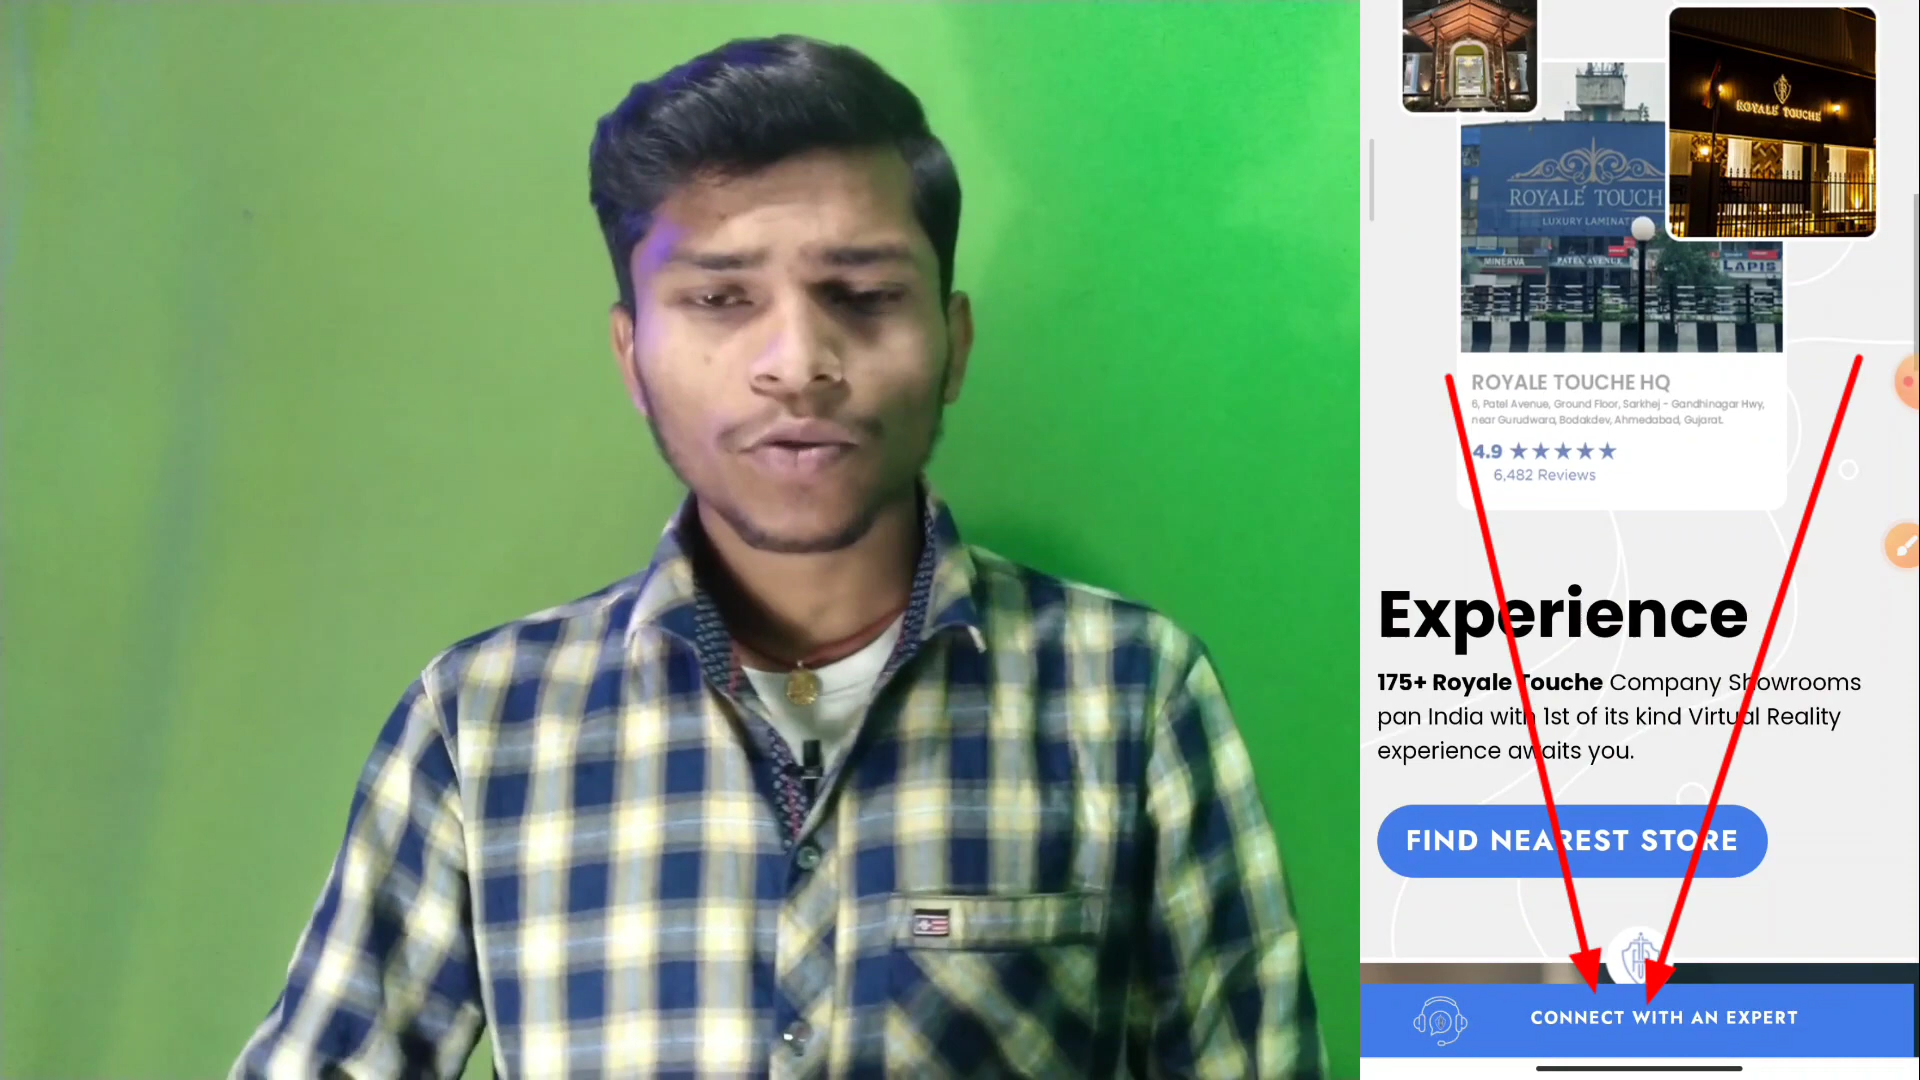 ROYALE TOUCHE
ROYALE TOUCH
LUXURY LAMINAT
MINERVA
PATEL AVENUE
LAPIS
ROYALE TOUCHE HQ
6, Patel Avenue, Ground Floor, Sarkhej - Gandhinagar Hwy,
near Gurudwara, Bodakdev, Ahmedabad, Gujarat.
4.9 ★★★★★
6,482 Reviews
Experience
175+ Royale Touche Company Showrooms
pan India with 1st of its kind Virtual Reality
experience awaits you.
FIND NEAREST STORE
CONNECT WITH AN EXPERT